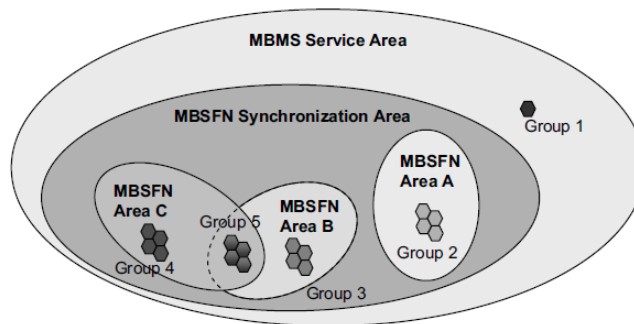 MBMS Service Area
MBSFN Synchronization Area
Group 1
MBSFN
Area A
MBSFN
Area C
Group 5
MBSFN
Area B
Group 2
Group 4
Group 3